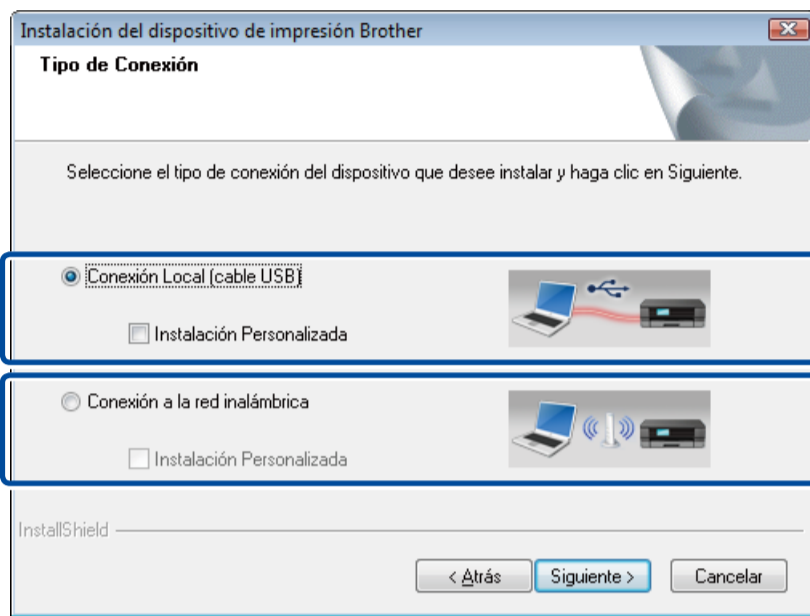 Instalación del dispositivo de impresión Brother
Tipo de Conexión
Seleccione el tipo de conexión del dispositivo que desee instalar y haga clic en Siguiente.
Conexión Local (cable USB)
Instalación Personalizada
Conexión a la red inalámbrica
Instalación Personalizada
InstallShield
< Atrás Siguiente > Cancelar